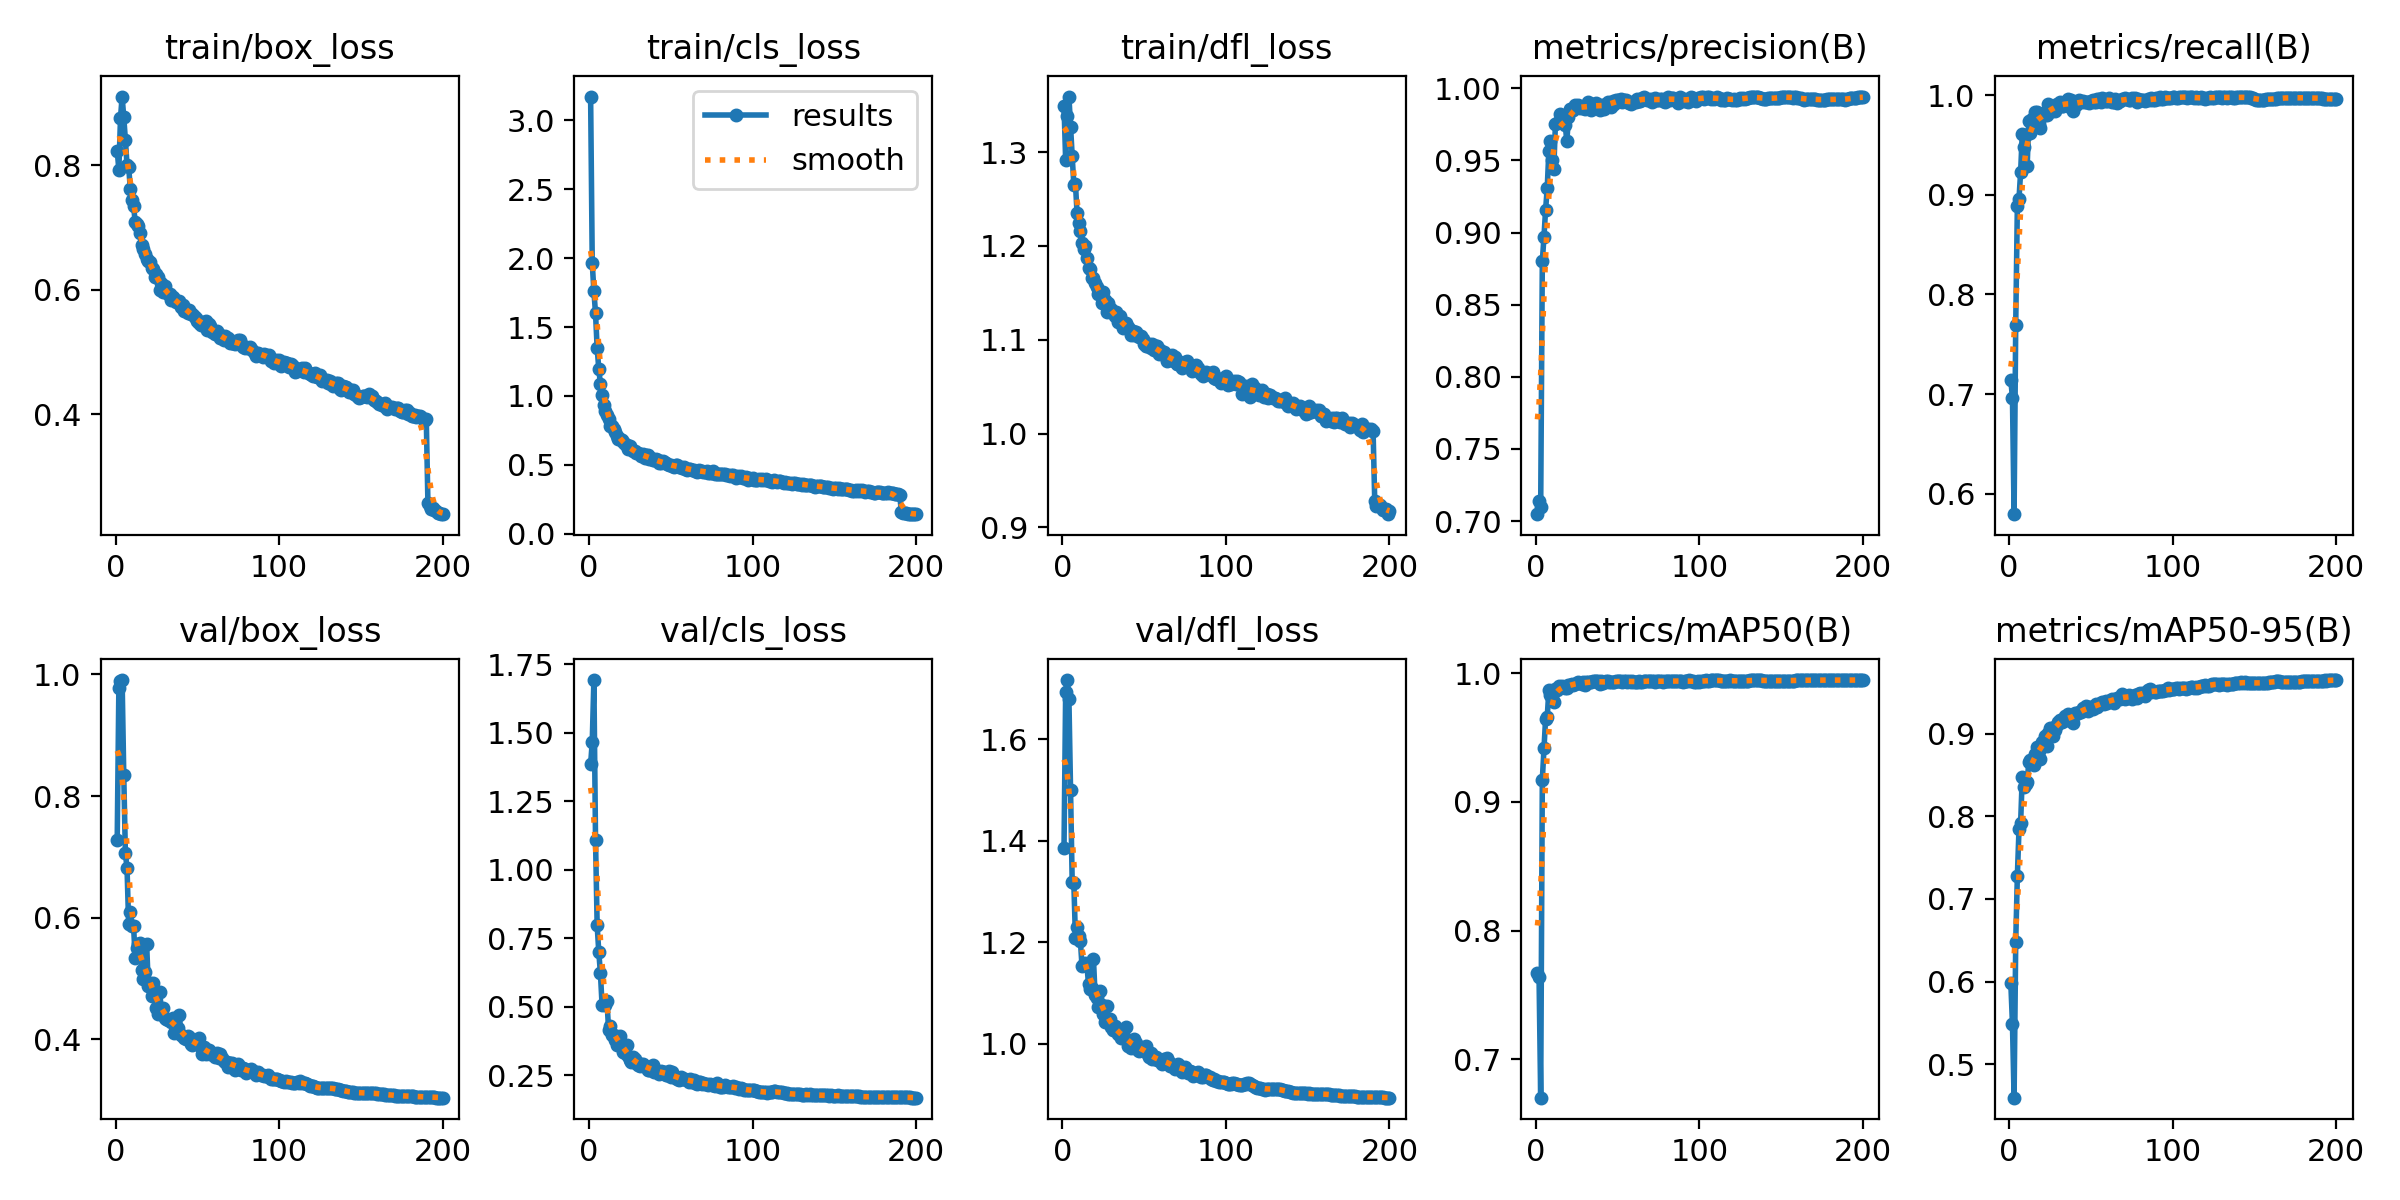 train/box_loss
0.8
0.6
0.4
0 100 200
train/cls_loss
results
smooth
3.0
2.5
2.0
1.5
1.0
0.5
0.0
0 100 200
train/dfl_loss
1.3
1.2
1.1
1.0
0.9
0 100 200
metrics/precision(B)
1.00
0.95
0.90
0.85
0.80
0.75
0.70
0 100 200
metrics/recall(B)
1.0
0.9
0.8
0.7
0.6
0 100 200
val/box_loss
1.0
0.8
0.6
0.4
0 100 200
val/cls_loss
1.75
1.50
1.25
1.00
0.75
0.50
0.25
0 100 200
val/dfl_loss
1.6
1.4
1.2
1.0
0 100 200
metrics/mAP50(B)
1.0
0.9
0.8
0.7
0 100 200
metrics/mAP50-95(B)
0.9
0.8
0.7
0.6
0.5
0 100 200